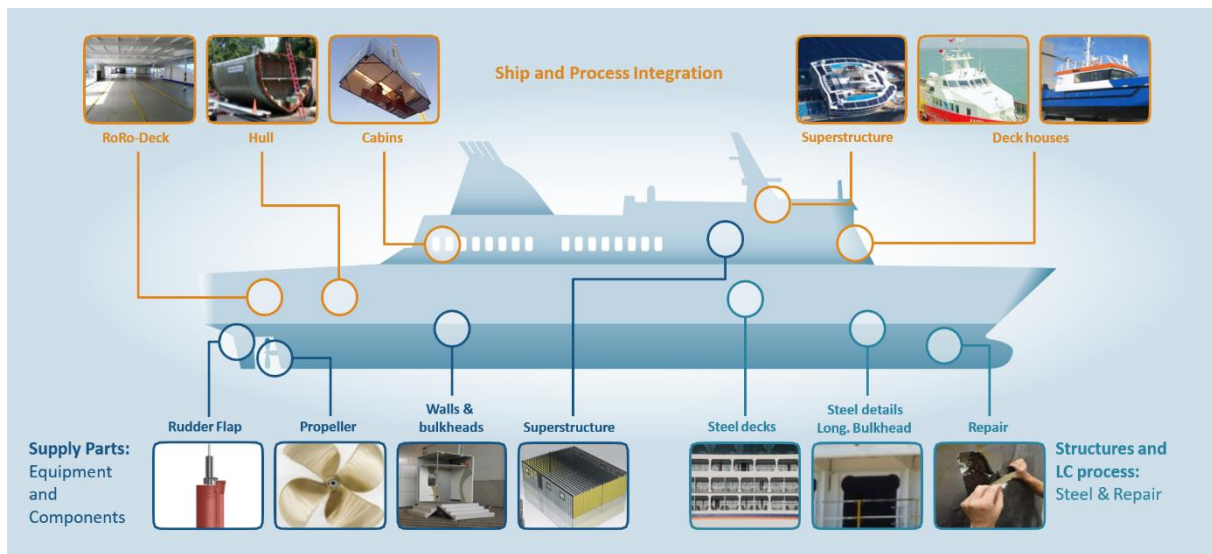 Ship and Process Integration
RoRo-Deck
Hull
Cabins
Superstructure
Deck houses
Rudder Flap
Propeller
Walls &
bulkheads
Superstructure
Steel decks
Steel details
Long. Bulkhead
Repair
Supply Parts:
Equipment
and
Components
Structures and
LC process:
Steel & Repair